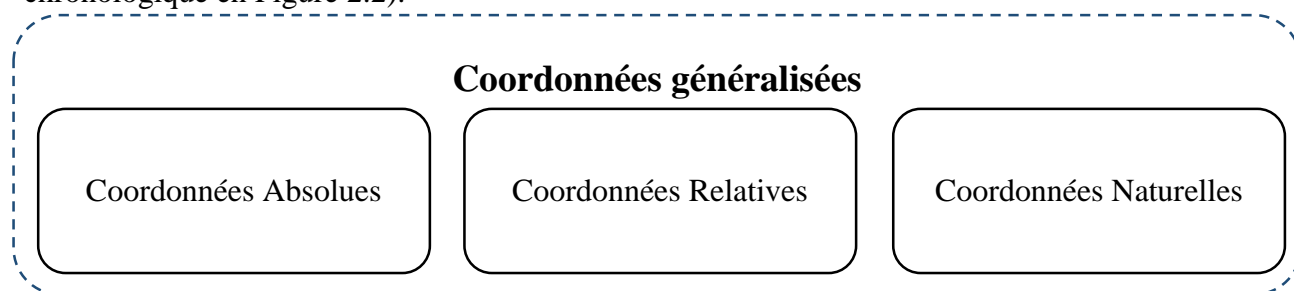 chronologique en Figure 2.2).
Coordonnées généralisées
Coordonnées Absolues
Coordonnées Relatives
Coordonnées Naturelles